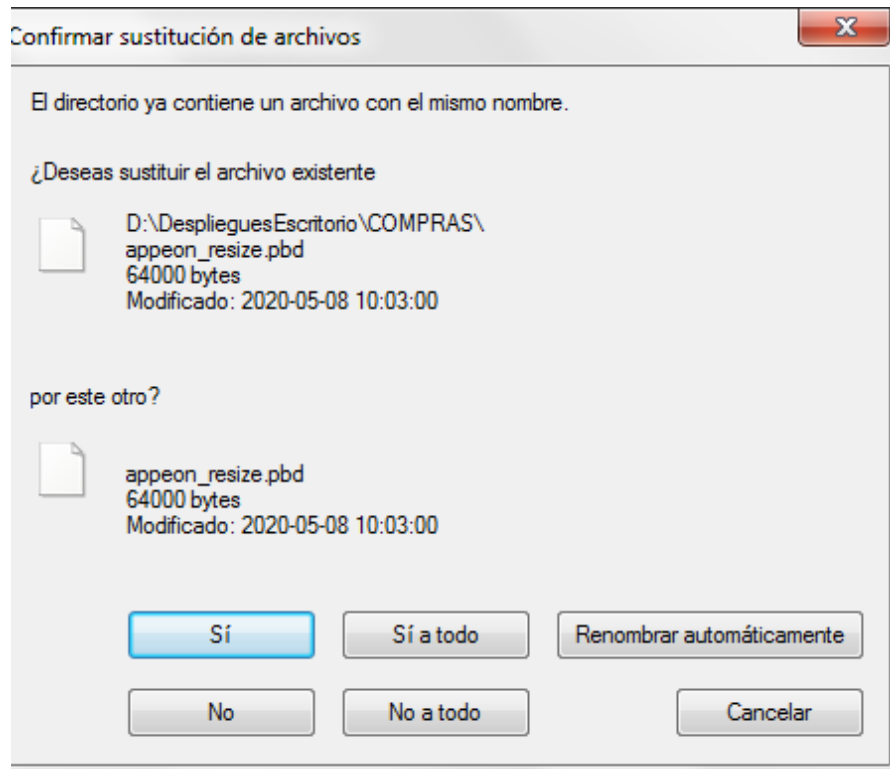 Confirmar sustitución de archivos
El directorio ya contiene un archivo con el mismo nombre.
¿Deseas sustituir el archivo existente
D:\DesplieguesEscritorio\COMPRAS\
appeon_resize.pbd
64000 bytes
Modificado: 2020-05-08 10:03:00
por este otro?
appeon_resize.pbd
64000 bytes
Modificado: 2020-05-08 10:03:00
Sí
Sí a todo
Renombrar automáticamente
No
No a todo
Cancelar